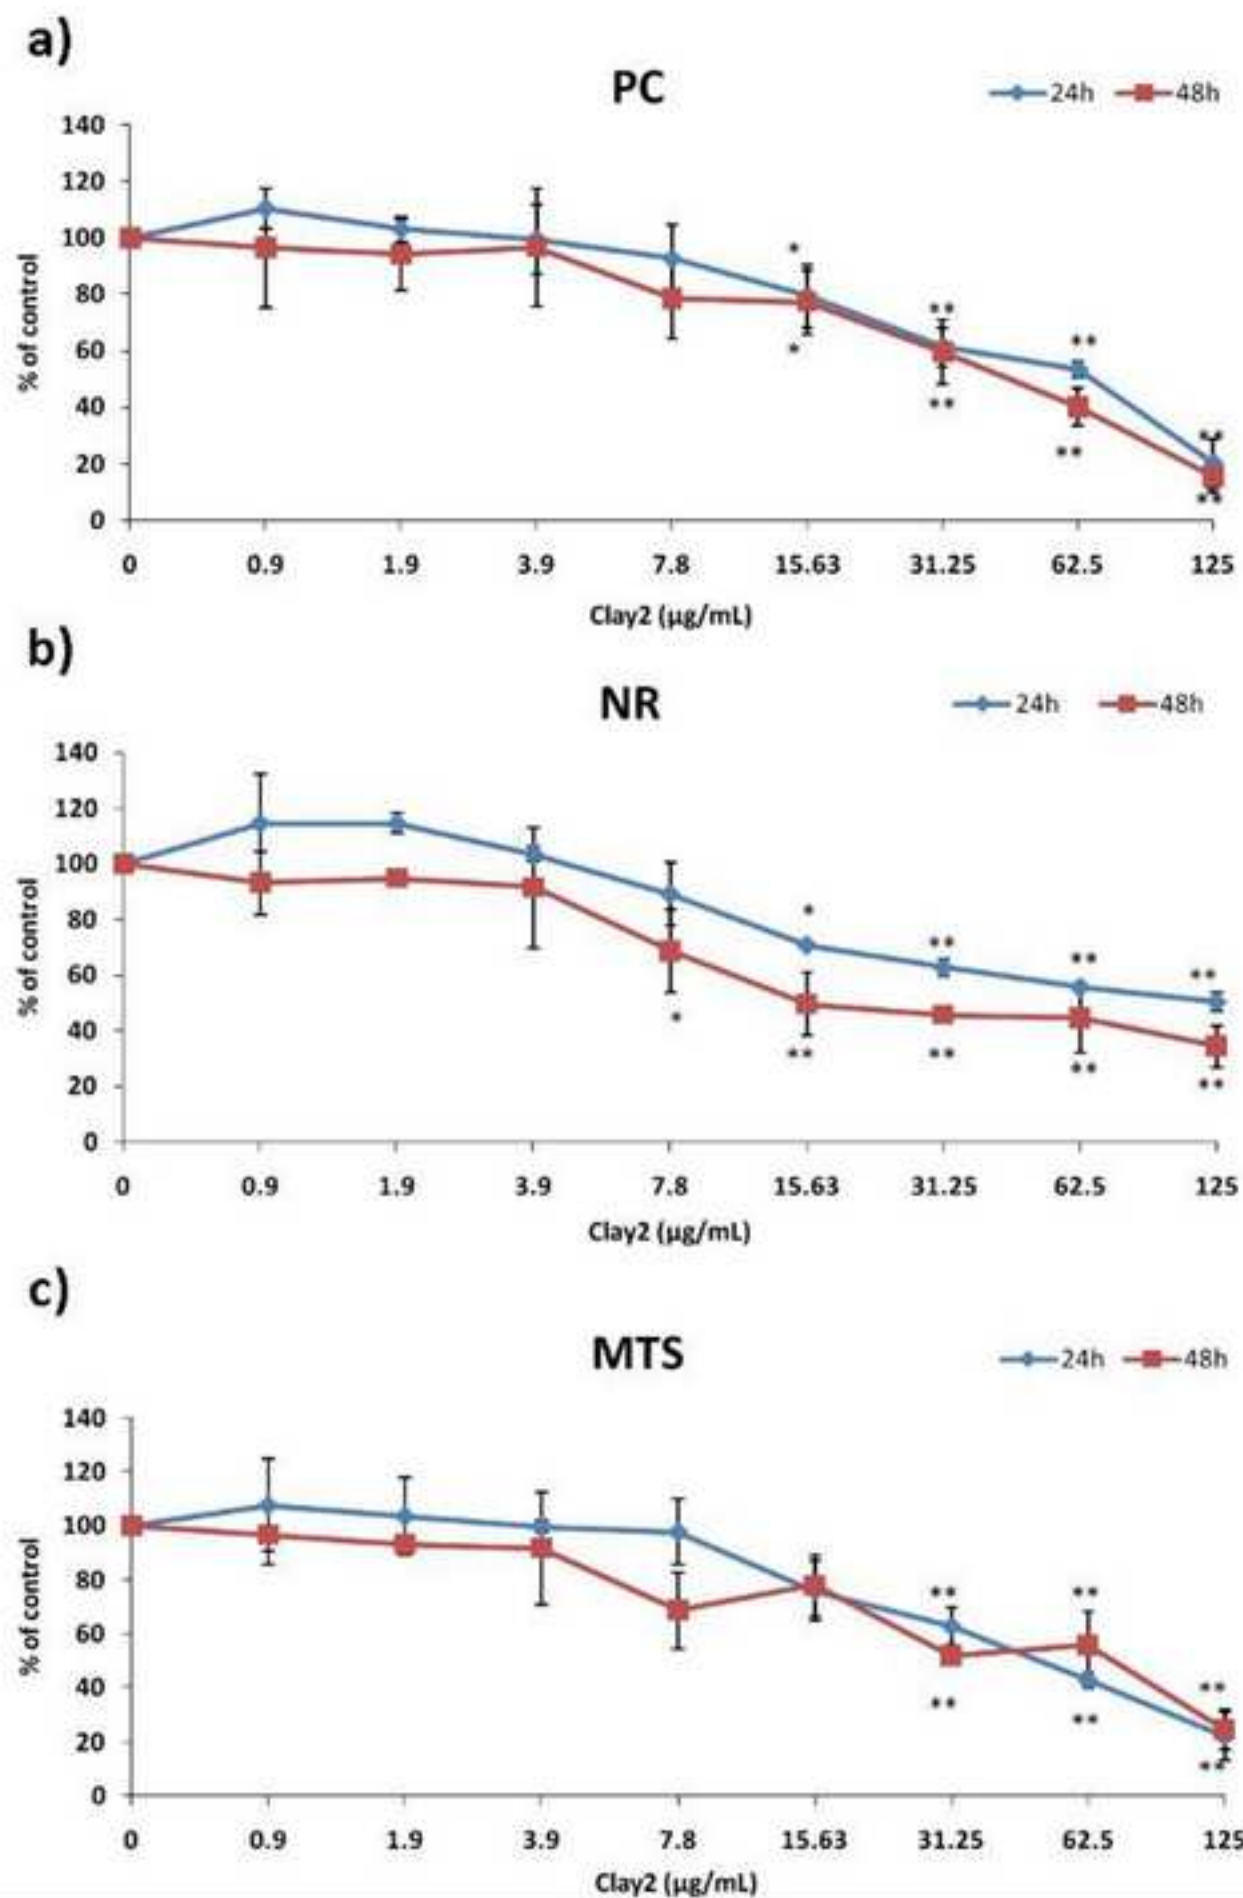 a)
PC
24h 48h
140
120
100
80
60
40
20
0
% of control
* ** ** **
* ** ** **
0 0.9 1.9 3.9 7.8 15.63 31.25 62.5 125
Clay2 (µg/mL)
b)
NR
24h 48h
140
120
100
80
60
40
20
0
% of control
* ** ** **
* ** ** ** **
0 0.9 1.9 3.9 7.8 15.63 31.25 62.5 125
Clay2 (µg/mL)
c)
MTS
24h 48h
140
120
100
80
60
40
20
0
% of control
** ** **
** ** **
0 0.9 1.9 3.9 7.8 15.63 31.25 62.5 125
Clay2 (µg/mL)